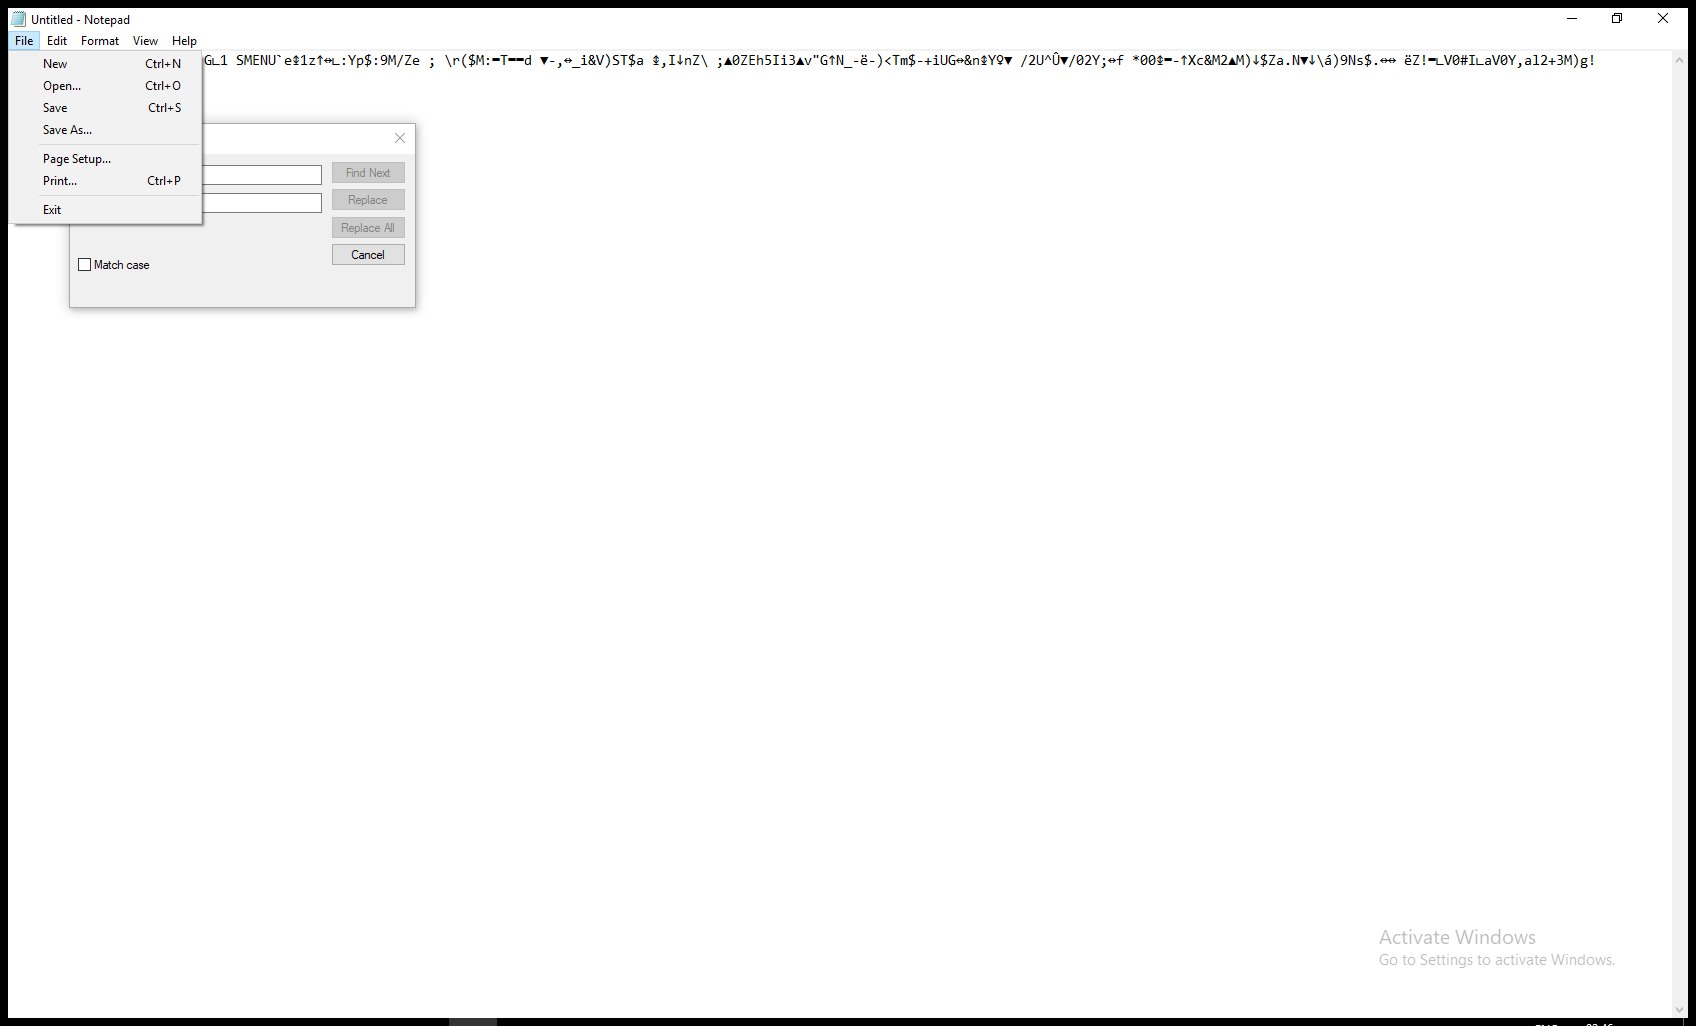 Untitled - Notepad
File Edit Format View Help
G∟1 SMENU`e↨1z↑↔∟:Yp$:9M/Ze ; \r($M:▬T▬▬d ▼-,↔_i&V)ST$a ↨,I↓nZ\ ;▲0ZEh5Ii3▲v"G↑N_-ë-)<Tm$-+iUG↔&n↨Y♀▼ /2U^Û▼/02Y;↔f *00↨▬-↑Xc&M2▲M)↓$Za.N▼↓\á)9Ns$.↔↔ ëZ!▬∟V0#I∟aV0Y,al2+3M)g!
New Ctrl+N
Open... Ctrl+O
Save Ctrl+S
Save As...
Page Setup...
Print... Ctrl+P
Exit
Find Next
Replace
Replace All
Cancel
Match case
Activate Windows
Go to Settings to activate Windows.